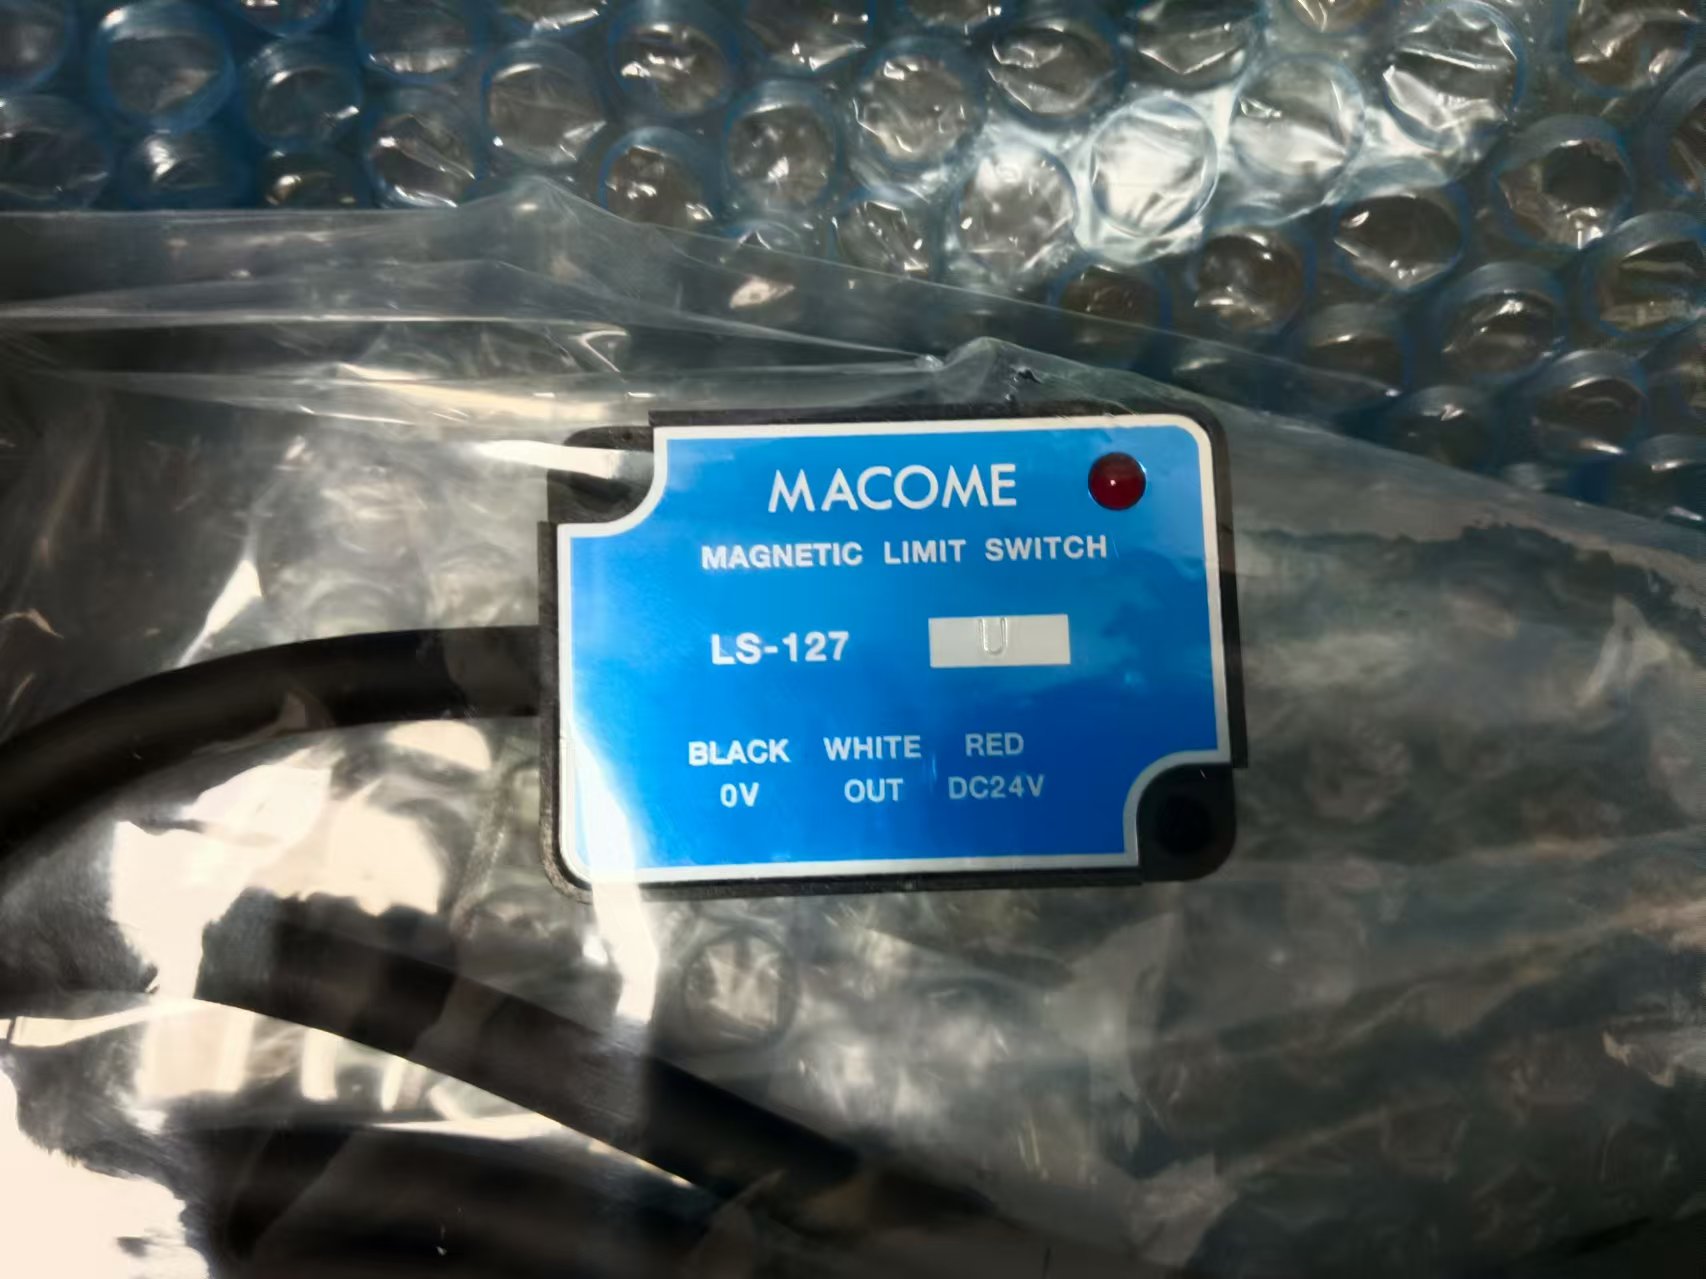 MACOME
MAGNETIC LIMIT SWITCH
LS-127 U
BLACK WHITE RED
0V OUT DC24V